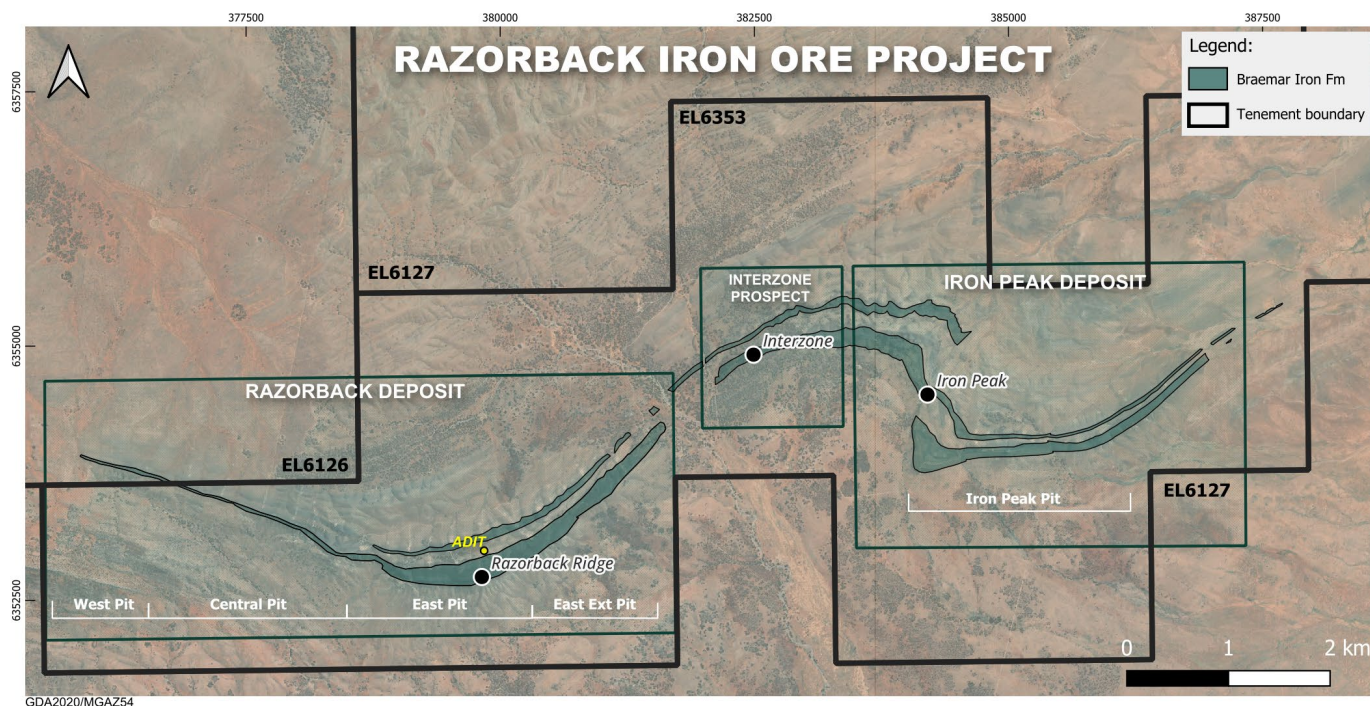 377500
380000
382500
385000
387500
RAZORBACK IRON ORE PROJECT
Legend:
Braemar Iron Fm
Tenement boundary
6357500
EL6353
EL6127
INTERZONE
PROSPECT
IRON PEAK DEPOSIT
6355000
Interzone
Iron Peak
RAZORBACK DEPOSIT
EL6126
EL6127
Iron Peak Pit
ADIT
Razorback Ridge
6352500
West Pit
Central Pit
East Pit
East Ext Pit
0
1
2 km
GDA2020/MGAZ54